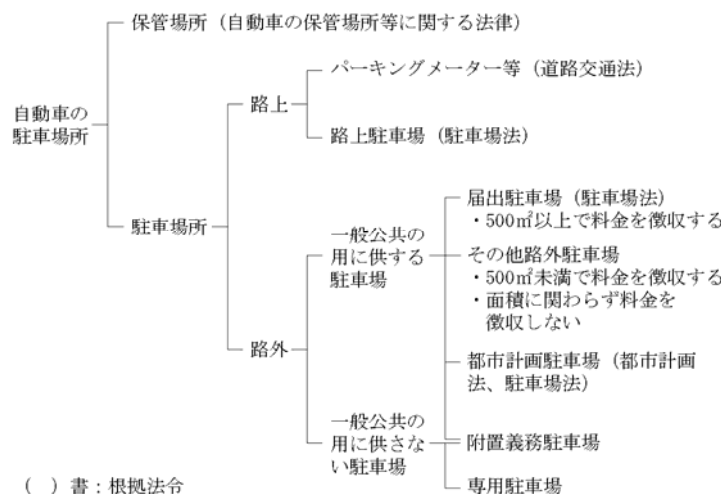 保管場所(自動車の保管場所等に関する法律)
パーキングメーター等(道路交通法)
自動車の
駐車場所
路上
路上駐車場(駐車場法)
駐車場所
届出駐車場(駐車場法)
・500㎡以上で料金を徴収する
一般公共の
用に供する
駐車場
その他路外駐車場
・500㎡未満で料金を徴収する
・面積に関わらず料金を
徴収しない
路外
都市計画駐車場(都市計画
法、駐車場法)
一般公共の
用に供さな
い駐車場
附置義務駐車場
専用駐車場
( )書:根拠法令